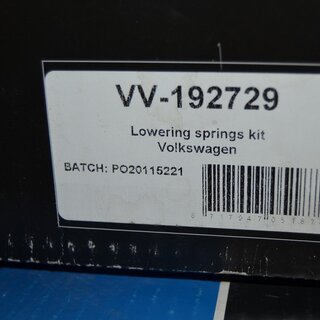 VV-192729
Lowering springs kit
Volkswagen
BATCH: PO20115221